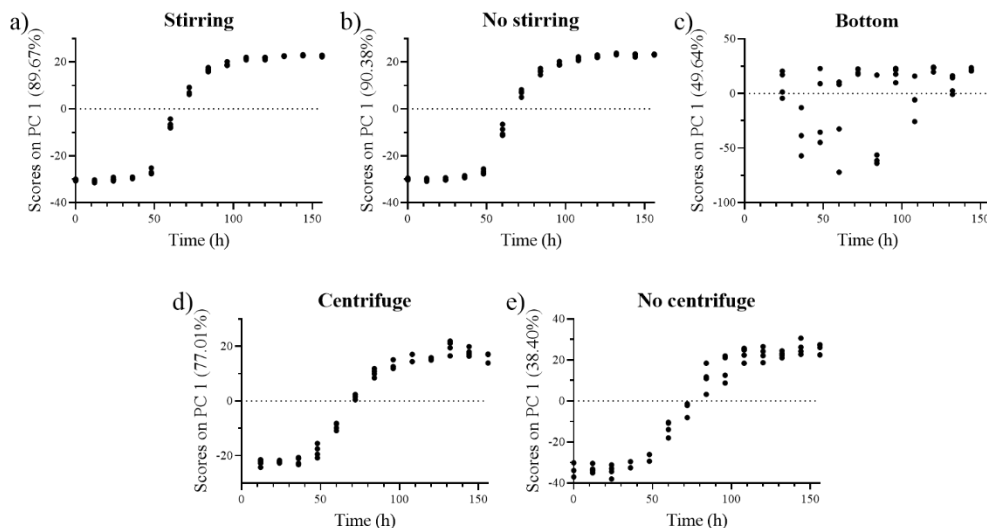 a) Stirring
Scores on PC 1 (89.67%)
20
0
-20
-40
0 50 100 150
Time (h)
b) No stirring
Scores on PC 1 (90.38%)
20
0
-20
-40
0 50 100 150
Time (h)
c) Bottom
Scores on PC 1 (49.64%)
50
0
-50
-100
0 50 100 150
Time (h)
d) Centrifuge
Scores on PC 1 (77.01%)
20
0
-20
0 50 100 150
Time (h)
e) No centrifuge
Scores on PC 1 (38.40%)
40
20
0
-20
-40
0 50 100 150
Time (h)